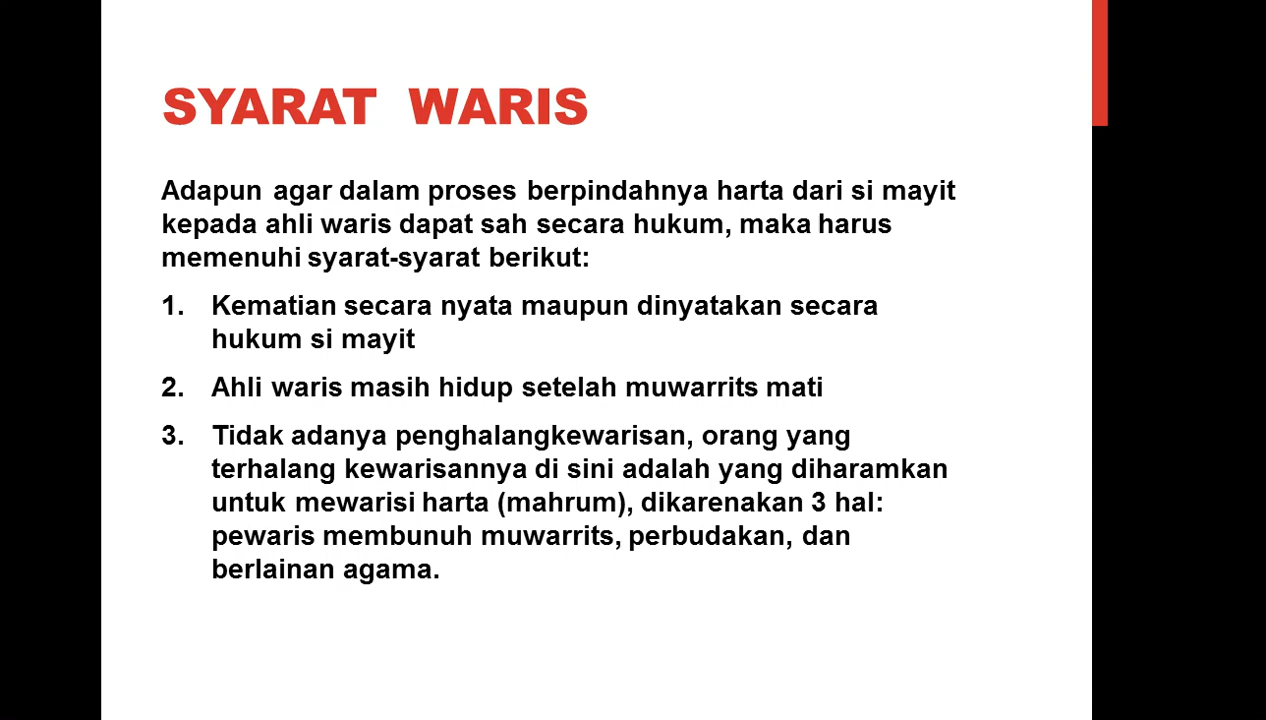 SYARAT WARIS
Adapun agar dalam proses berpindahnya harta dari si mayit
kepada ahli waris dapat sah secara hukum, maka harus
memenuhi syarat-syarat berikut:
1. Kematian secara nyata maupun dinyatakan secara
hukum si mayit
2. Ahli waris masih hidup setelah muwarrits mati
3. Tidak adanya penghalangkewarisan, orang yang
terhalang kewarisannya di sini adalah yang diharamkan
untuk mewarisi harta (mahrum), dikarenakan 3 hal:
pewaris membunuh muwarrits, perbudakan, dan
berlainan agama.